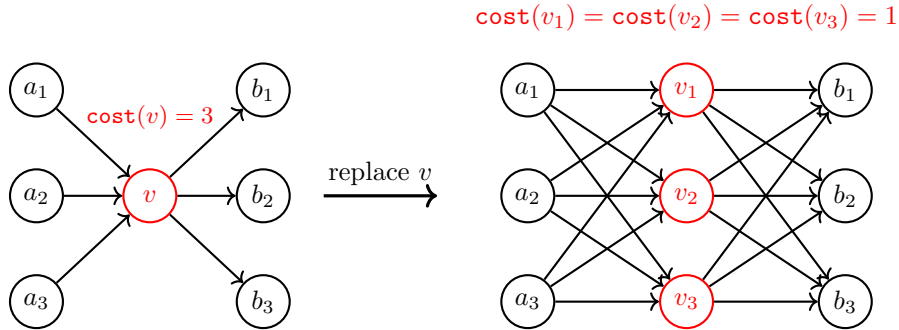 cost(v₁) = cost(v₂) = cost(v₃) = 1
a₁
b₁
a₁
v₁
b₁
cost(v) = 3
replace v
a₂
v
b₂
a₂
v₂
b₂
a₃
b₃
a₃
v₃
b₃